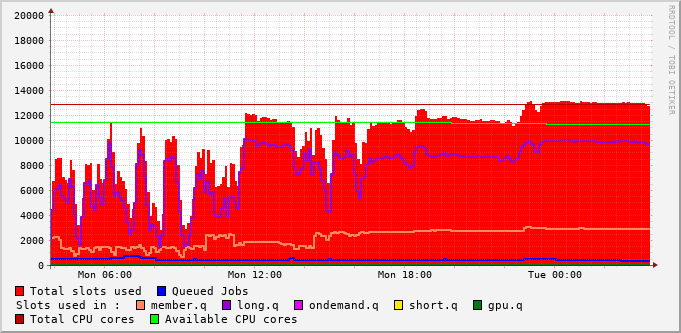 20000
18000
16000
14000
12000
10000
8000
6000
4000
2000
0
Mon 06:00 Mon 12:00 Mon 18:00 Tue 00:00
RRDTOOL / TOBI OETIKER
Total slots used Queued Jobs
Slots used in : member.q long.q ondemand.q short.q gpu.q
Total CPU cores Available CPU cores